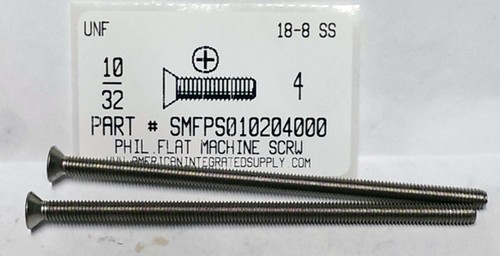 UNF 18-8 SS
10
32
4
PART # SMFPS010204000
PHIL.FLAT MACHINE SCRW
WWW.AMERICANINTEGRATEDSUPPLY.COM